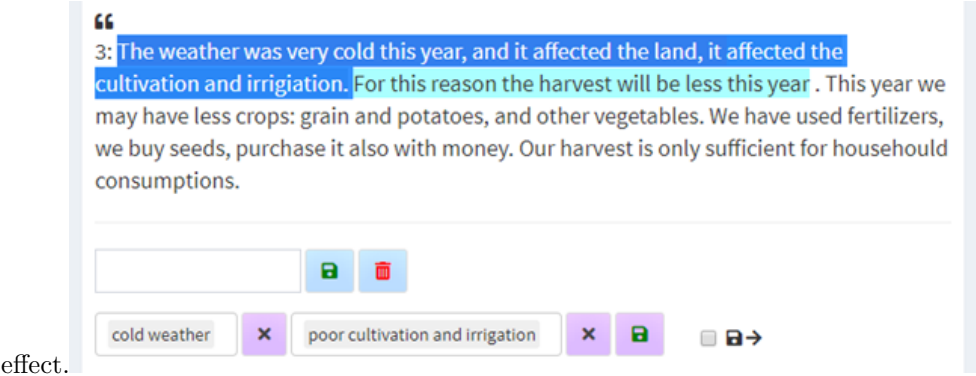 “
3: The weather was very cold this year, and it affected the land, it affected the
cultivation and irrigiation. For this reason the harvest will be less this year . This year we
may have less crops: grain and potatoes, and other vegetables. We have used fertilizers,
we buy seeds, purchase it also with money. Our harvest is only sufficient for househould
consumptions.
cold weather × poor cultivation and irrigation ×
effect.